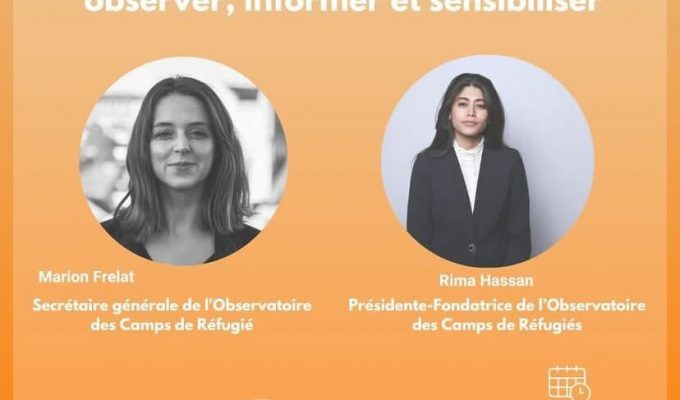 observer, informer et sensibiliser
Marion Frelat
Secrétaire générale de l'Observatoire
des Camps de Réfugié
Rima Hassan
Présidente-Fondatrice de l'Observatoire
des Camps de Réfugiés